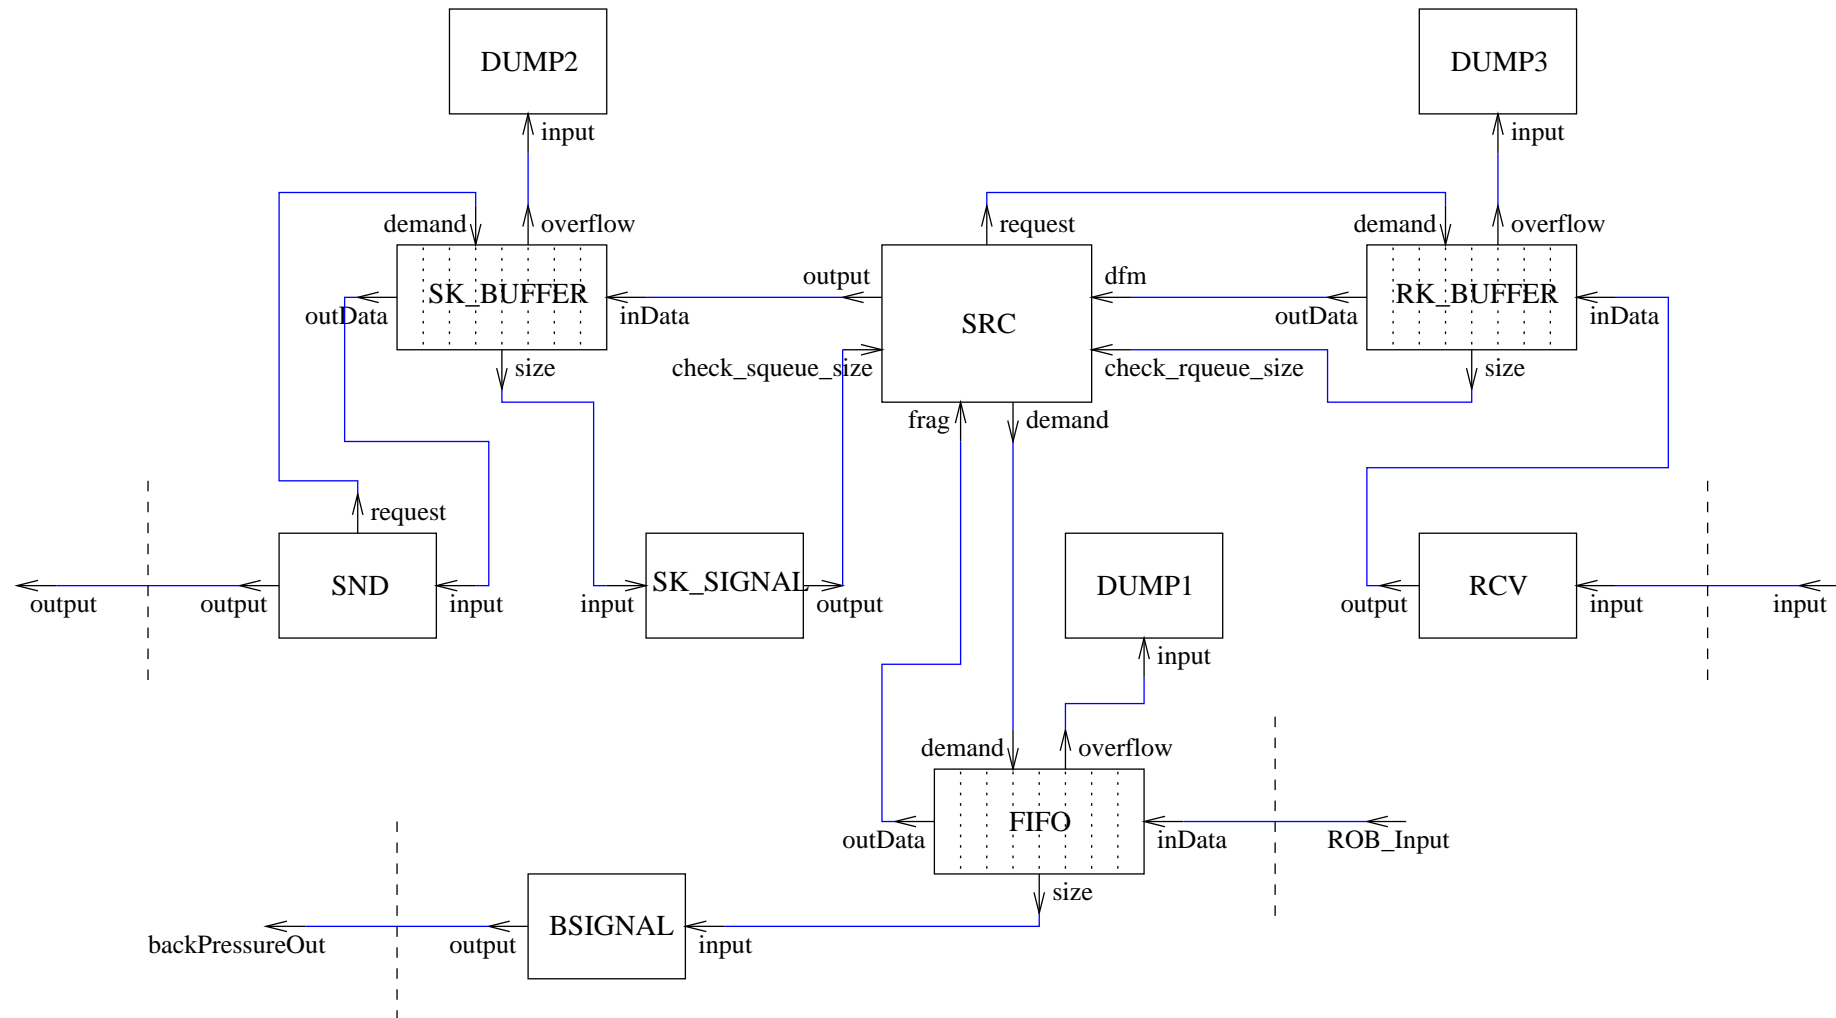 DUMP2
DUMP3
input
input
demand
overflow
request
demand
overflow
output
dfm
SK_BUFFER
RK_BUFFER
outData
inData
SRC
outData
inData
size
check_squeue_size
check_rqueue_size
size
frag
demand
request
SND
SK_SIGNAL
DUMP1
RCV
output
output
input
input
output
output
input
input
input
demand
overflow
FIFO
outData
inData
ROB_Input
size
BSIGNAL
backPressureOut
output
input